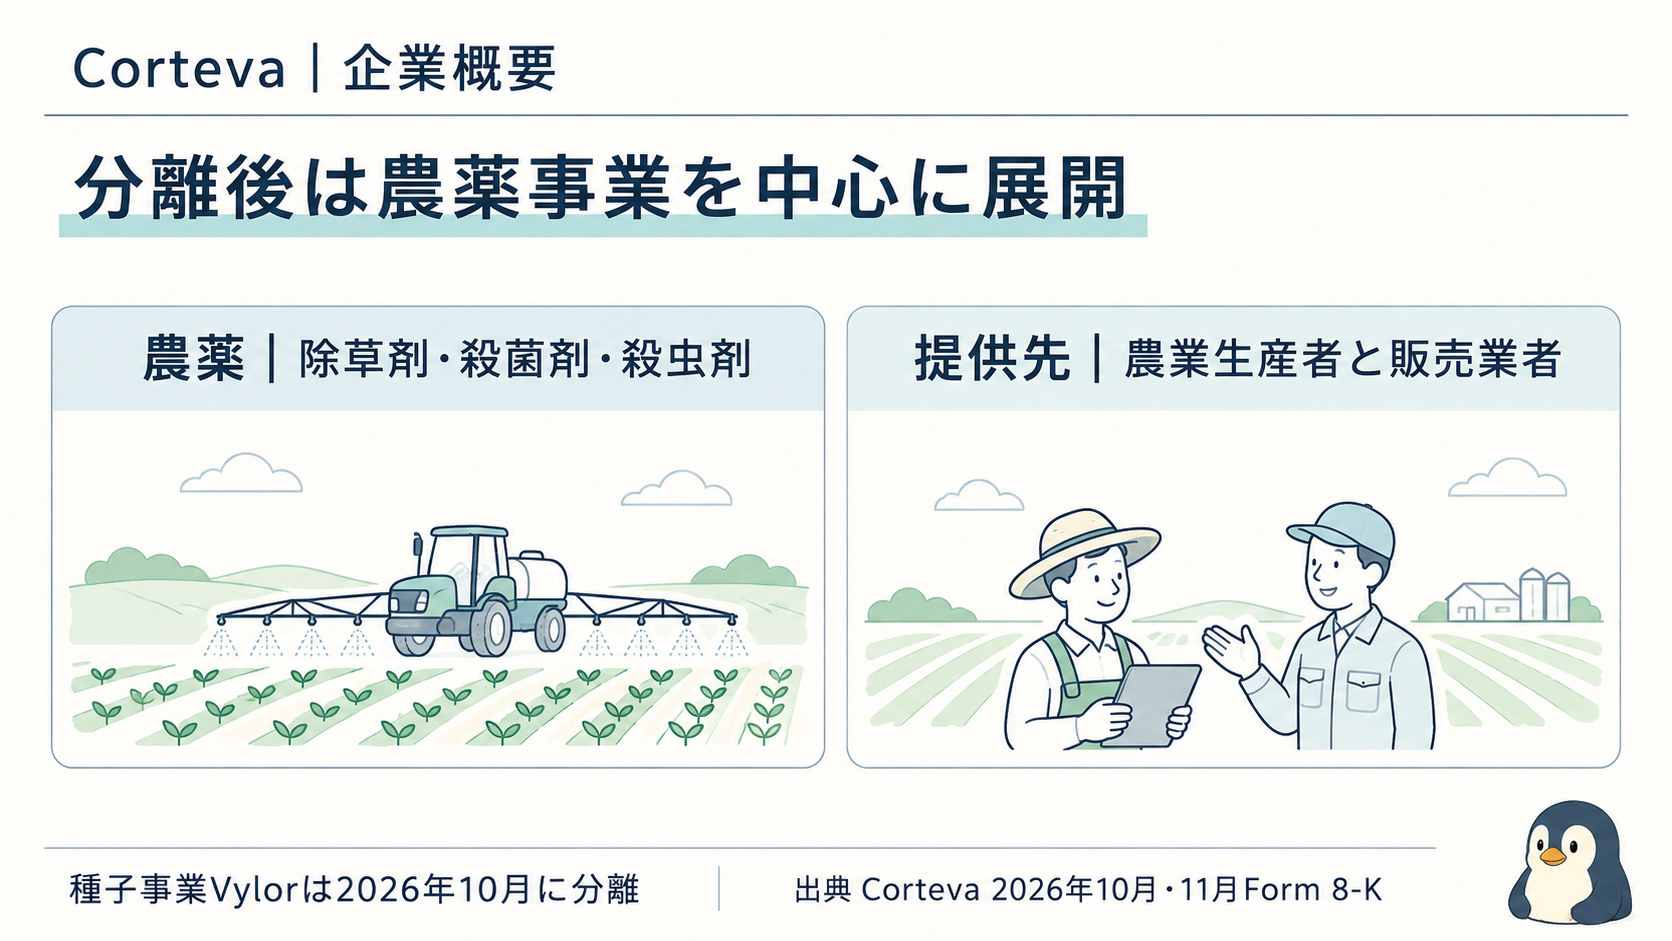 Corteva｜企業概要
分離後は農薬事業を中心に展開
農薬｜除草剤・殺菌剤・殺虫剤
提供先｜農業生産者と販売業者
種子事業Vylorは2026年10月に分離
出典 Corteva 2026年10月・11月Form 8-K